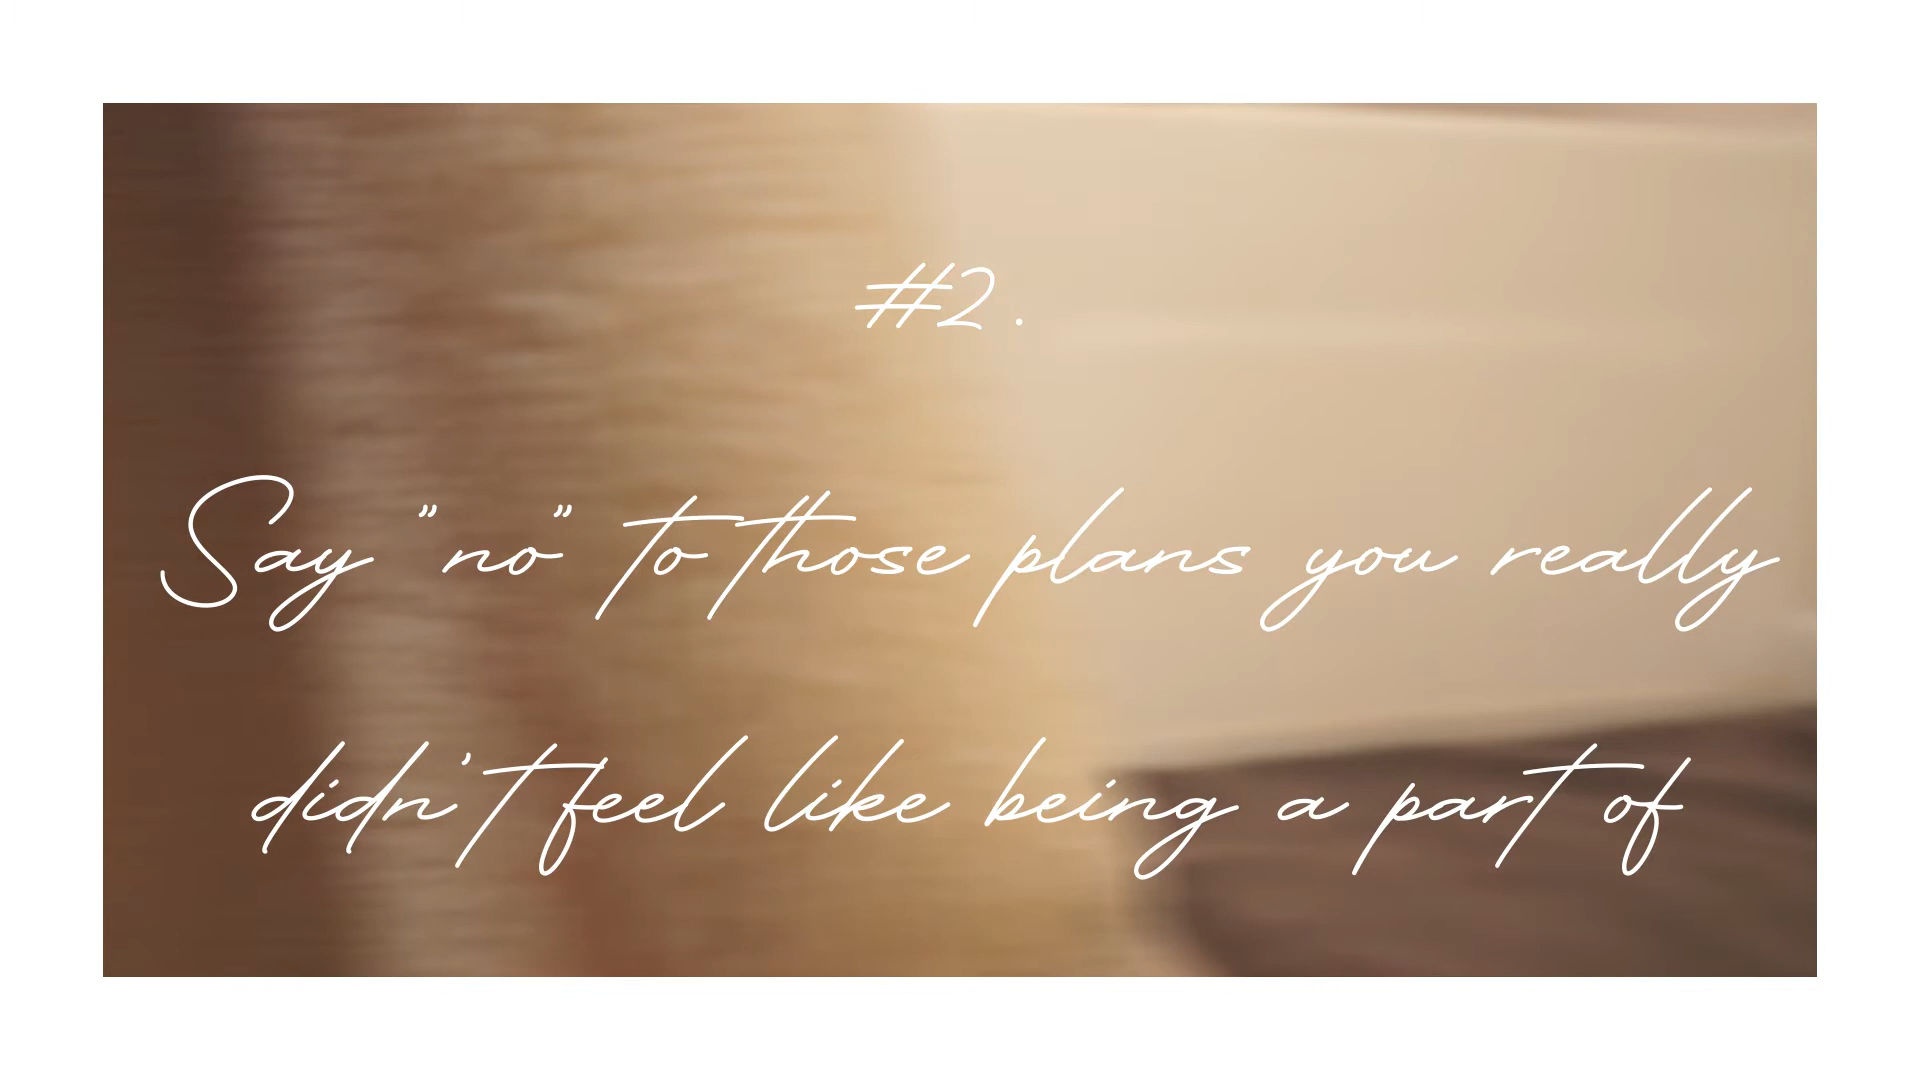 #2.
Say "no" to those plans you really
didn't feel like being a part of